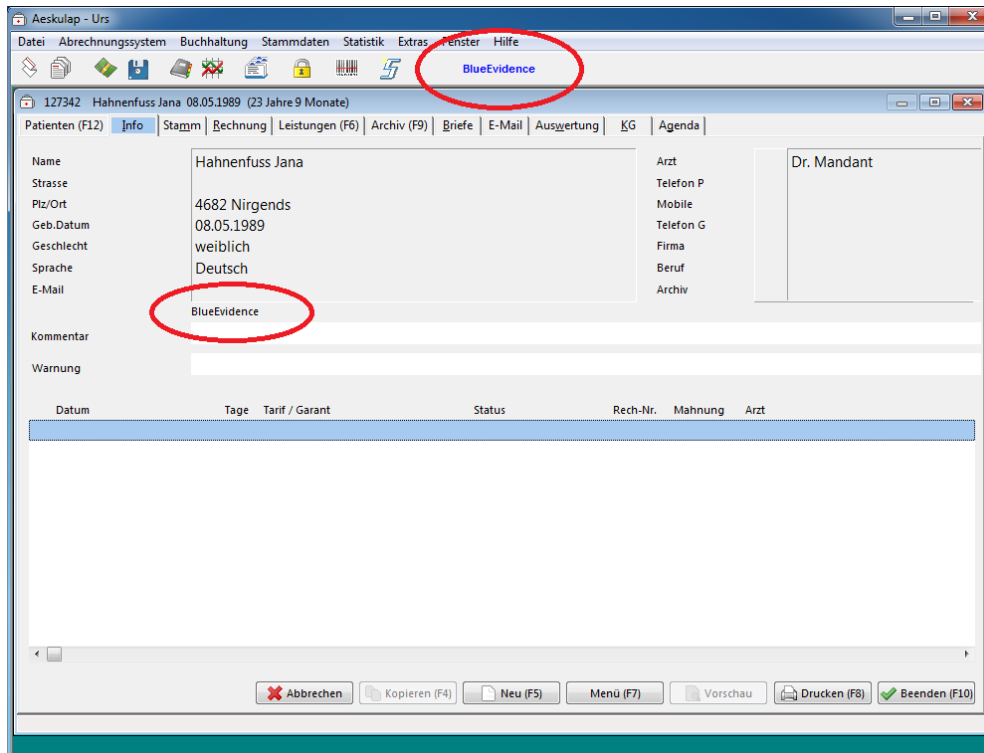 Aeskulap - Urs
Datei Abrechnungssystem Buchhaltung Stammdaten Statistik Extras Fenster Hilfe
BlueEvidence
127342 Hahnenfuss Jana 08.05.1989 (23 Jahre 9 Monate)
Patienten (F12) Info Stamm Rechnung Leistungen (F6) Archiv (F9) Briefe E-Mail Auswertung KG Agenda
Name Hahnenfuss Jana Arzt Dr. Mandant
Strasse Telefon P
Plz/Ort 4682 Nirgends Mobile
Geb.Datum 08.05.1989 Telefon G
Geschlecht weiblich Firma
Sprache Deutsch Beruf
E-Mail Archiv
BlueEvidence
Kommentar
Warnung
Datum Tage Tarif / Garant Status Rech-Nr. Mahnung Arzt
Abbrechen Kopieren (F4) Neu (F5) Menü (F7) Vorschau Drucken (F8) Beenden (F10)